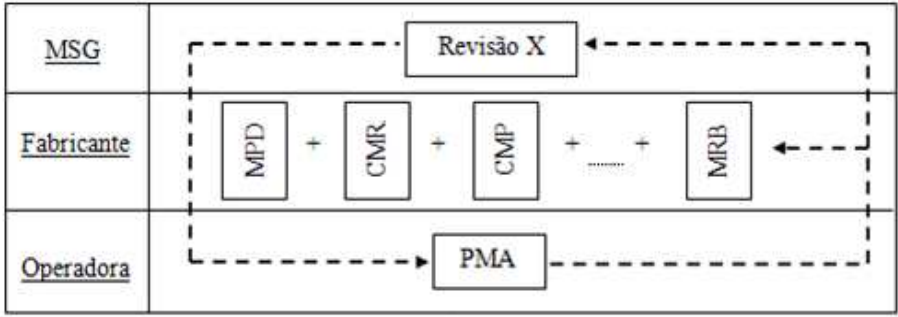 MSG
Revisão X
Fabricante
MPD + CMR + CMP + ........ + MRB
Operadora
PMA